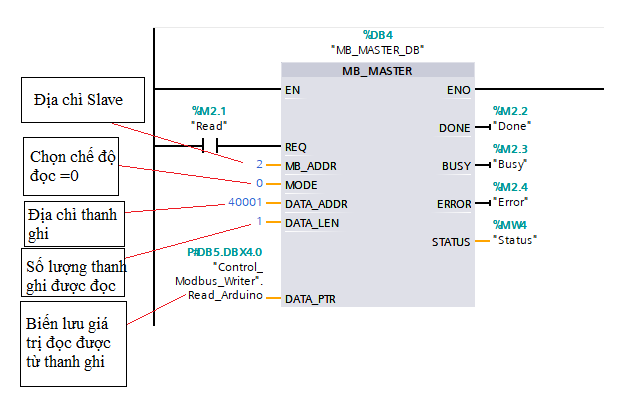 %DB4
"MB_MASTER_DB"
MB_MASTER
EN
ENO
Địa chỉ Slave
%M2.1
"Read"
REQ
%M2.2
DONE
"Done"
Chọn chế độ
đọc =0
2
MB_ADDR
%M2.3
BUSY
"Busy"
0
MODE
%M2.4
Địa chỉ thanh
ghi
40001
DATA_ADDR
ERROR
"Error"
1
DATA_LEN
%MW4
STATUS
"Status"
Số lượng thanh
ghi được đọc
P#DB5.DBX4.0
"Control_
Modbus_Writer".
Read_Arduino
DATA_PTR
Biến lưu giá
trị đọc được
từ thanh ghi